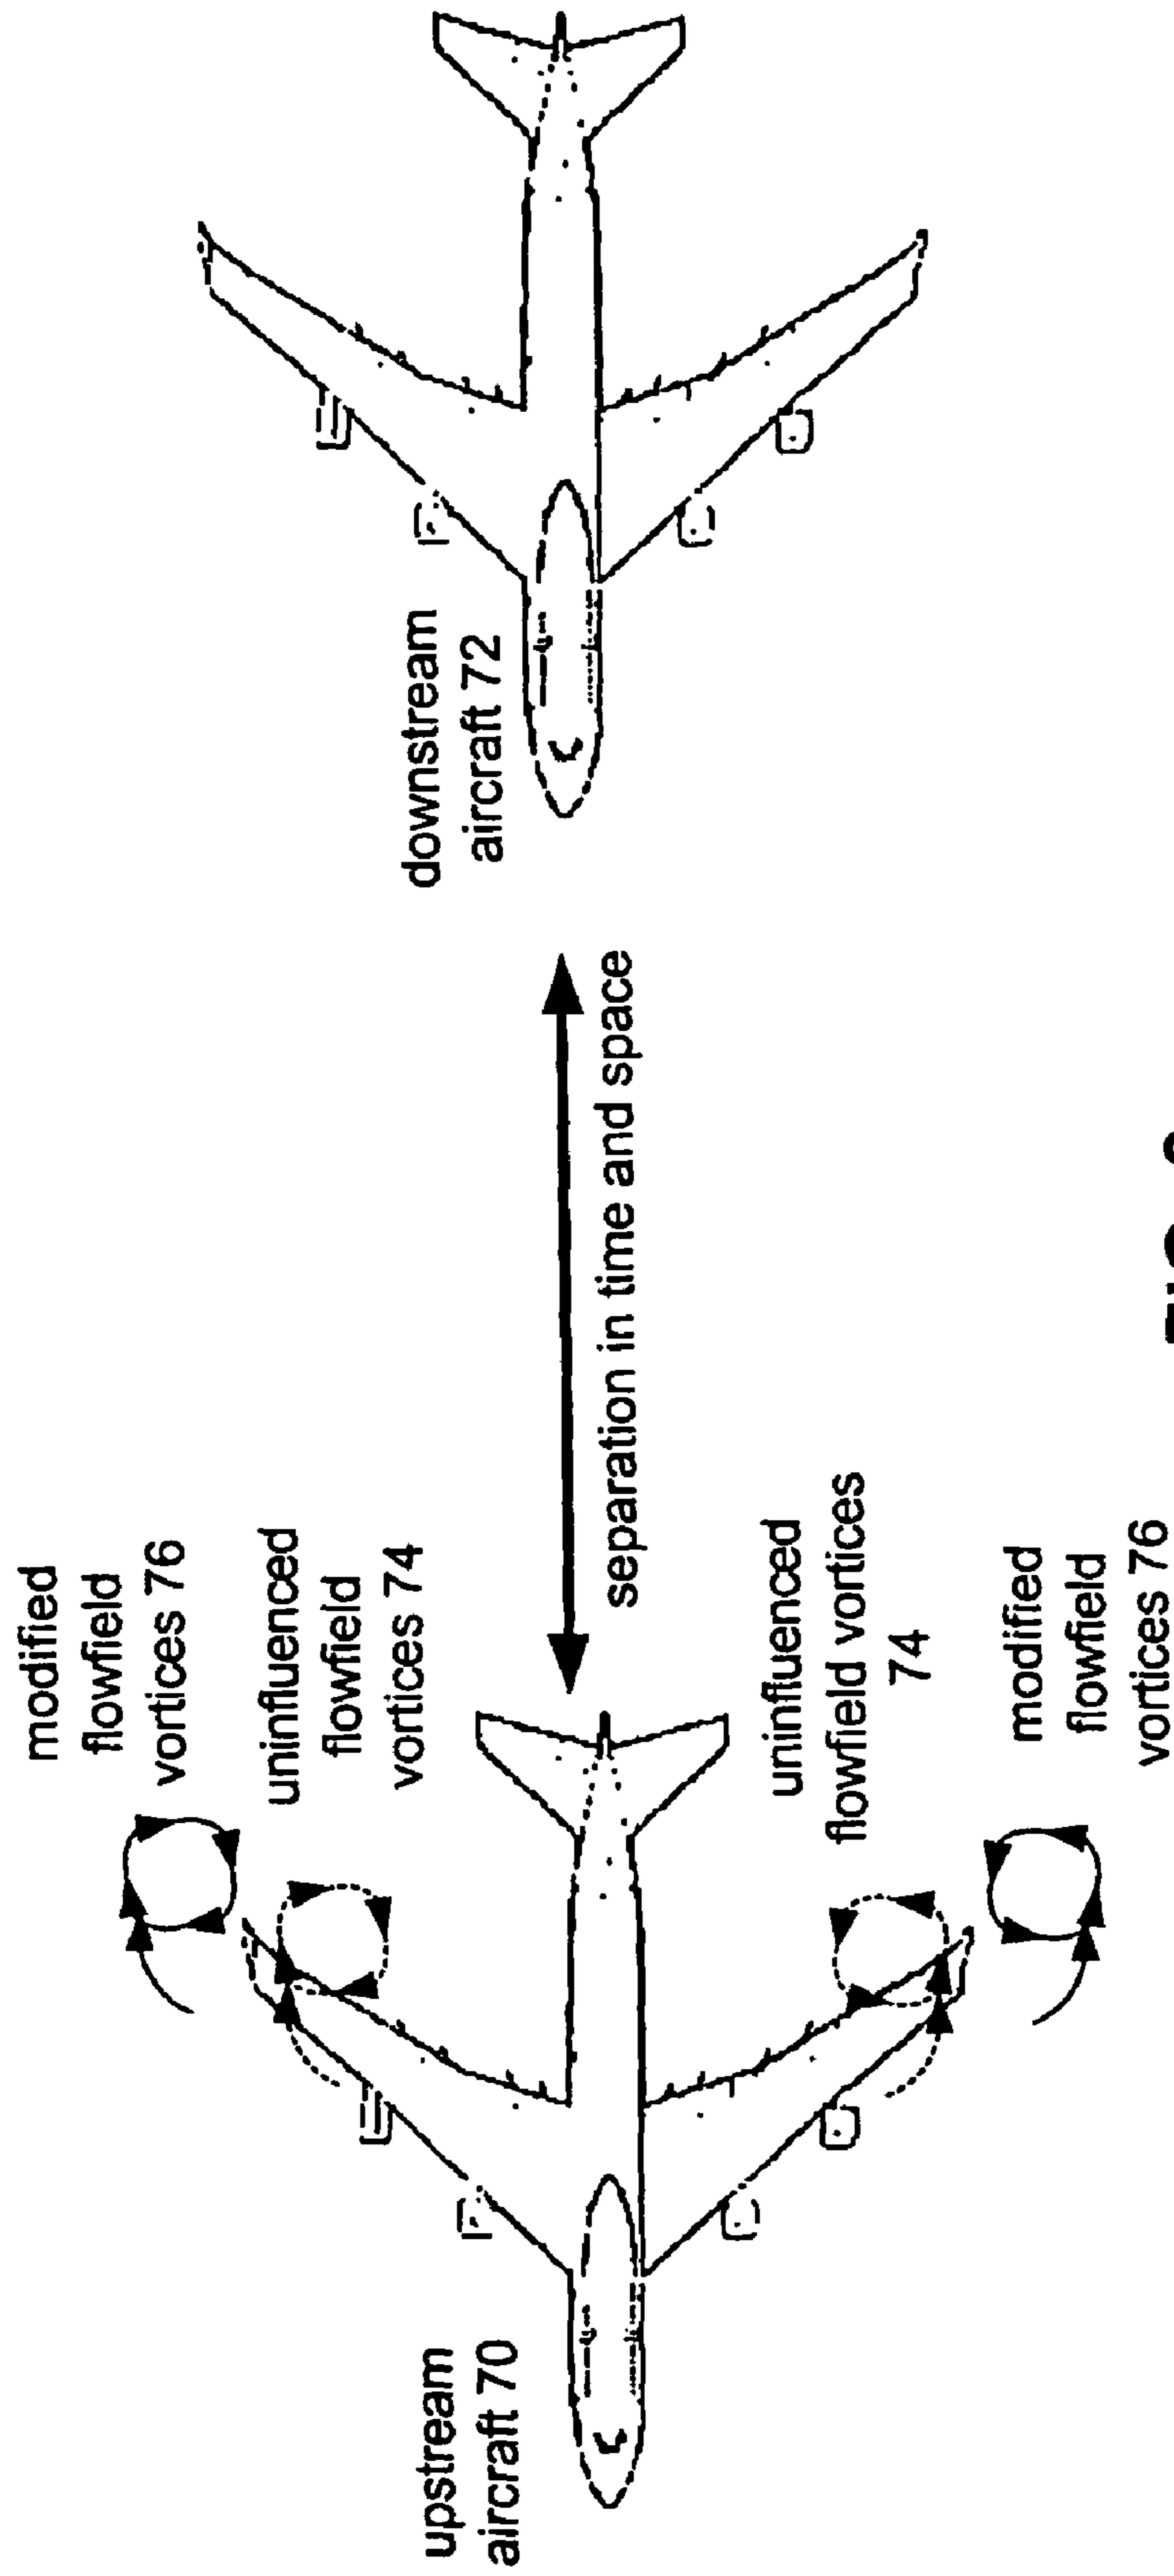 modified
flowfield
vortices 76
uninfluenced
flowfield
vortices 74
upstream
aircraft 70
downstream
aircraft 72
separation in time and space
uninfluenced
flowfield vortices
74
modified
flowfield
vortices 76